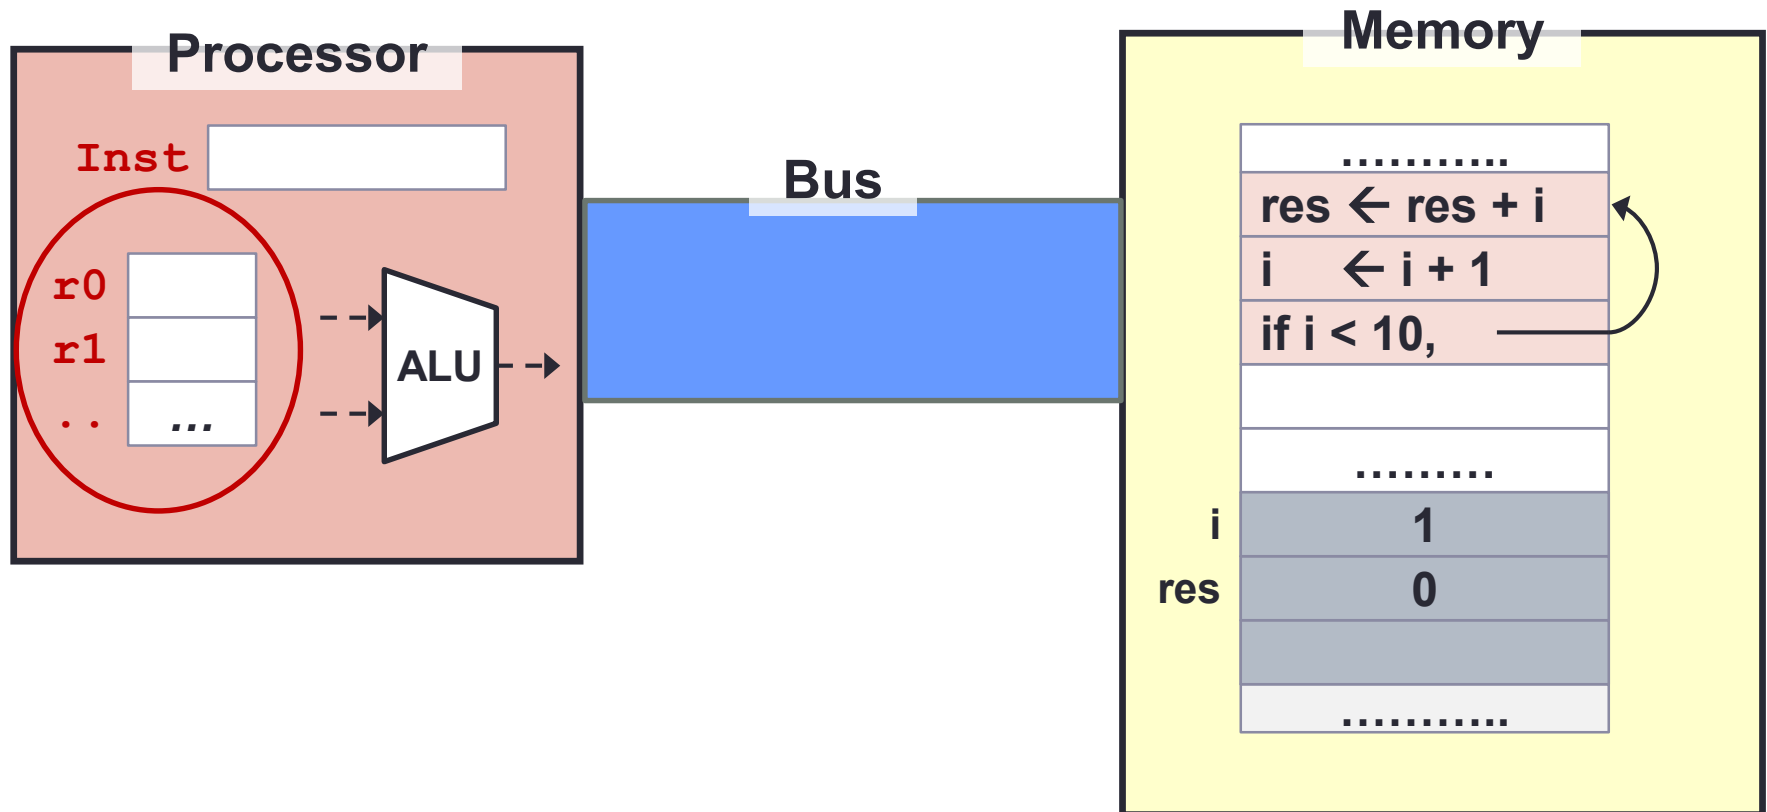 Processor
Inst
r0
r1
.. ...
ALU
Bus
Memory
………..
res ← res + i
i ← i + 1
if i < 10,
………
i 1
res 0
………..